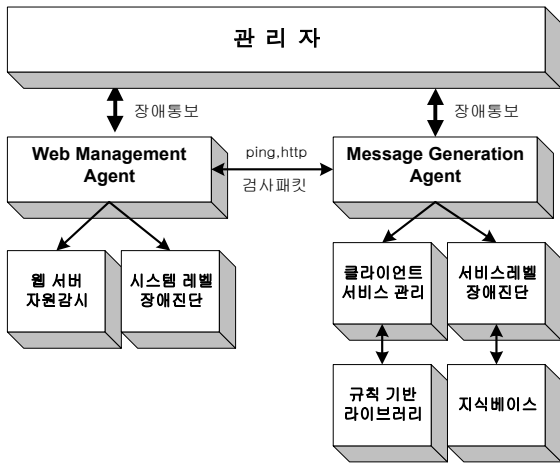 관 리 자
장애통보
장애통보
Web Management
Agent
ping,http
검사패킷
Message Generation
Agent
웹 서버
자원감시
시스템 레벨
장애진단
클라이언트
서비스 관리
서비스레벨
장애진단
규칙 기반
라이브러리
지식베이스